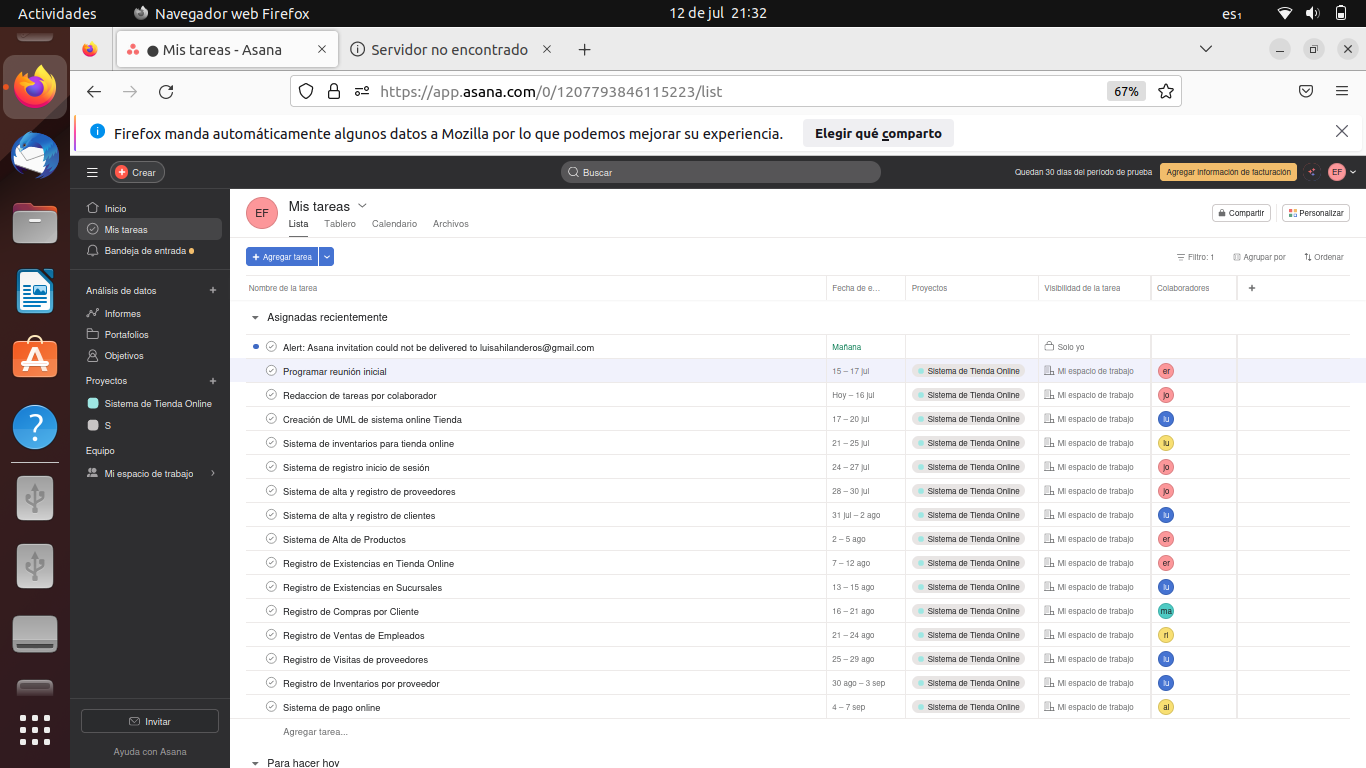 Actividades
Navegador web Firefox
12 de jul 21:32
es₁
Mis tareas - Asana
Servidor no encontrado
https://app.asana.com/0/1207793846115223/list
67%
Firefox manda automáticamente algunos datos a Mozilla por lo que podemos mejorar su experiencia.
Elegir qué comparto
Crear
Buscar
Quedan 30 días del período de prueba
Agregar información de facturación
EF
Inicio
Mis tareas
Bandeja de entrada
Análisis de datos
Informes
Portafolios
Objetivos
Proyectos
Sistema de Tienda Online
S
Equipo
Mi espacio de trabajo
Invitar
Ayuda con Asana
EF
Mis tareas
Lista Tablero Calendario Archivos
Compartir
Personalizar
+ Agregar tarea
Filtro: 1
Agrupar por
Ordenar
Nombre de la tarea Fecha de e... Proyectos Visibilidad de la tarea Colaboradores +
Asignadas recientemente
Alert: Asana invitation could not be delivered to luisahilanderos@gmail.com Mañana Solo yo
Programar reunión inicial 15 – 17 jul Sistema de Tienda Online Mi espacio de trabajo er
Redaccion de tareas por colaborador Hoy – 16 jul Sistema de Tienda Online Mi espacio de trabajo jo
Creación de UML de sistema online Tienda 17 – 20 jul Sistema de Tienda Online Mi espacio de trabajo lu
Sistema de inventarios para tienda online 21 – 25 jul Sistema de Tienda Online Mi espacio de trabajo lu
Sistema de registro inicio de sesión 24 – 27 jul Sistema de Tienda Online Mi espacio de trabajo jo
Sistema de alta y registro de proveedores 28 – 30 jul Sistema de Tienda Online Mi espacio de trabajo jo
Sistema de alta y registro de clientes 31 jul – 2 ago Sistema de Tienda Online Mi espacio de trabajo lu
Sistema de Alta de Productos 2 – 5 ago Sistema de Tienda Online Mi espacio de trabajo er
Registro de Existencias en Tienda Online 7 – 12 ago Sistema de Tienda Online Mi espacio de trabajo er
Registro de Existencias en Sucursales 13 – 15 ago Sistema de Tienda Online Mi espacio de trabajo lu
Registro de Compras por Cliente 16 – 21 ago Sistema de Tienda Online Mi espacio de trabajo ma
Registro de Ventas de Empleados 21 – 24 ago Sistema de Tienda Online Mi espacio de trabajo ri
Registro de Visitas de proveedores 25 – 29 ago Sistema de Tienda Online Mi espacio de trabajo lu
Registro de Inventarios por proveedor 30 ago – 3 sep Sistema de Tienda Online Mi espacio de trabajo lu
Sistema de pago online 4 – 7 sep Sistema de Tienda Online Mi espacio de trabajo al
Agregar tarea...
Para hacer hoy